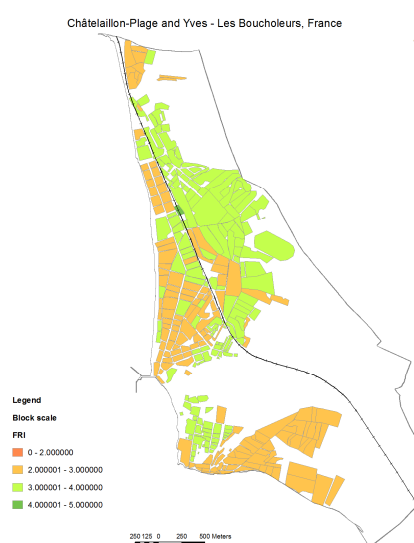 Châtelaillon-Plage and Yves - Les Boucholeurs, France
Legend
Block scale
FRI
0 - 2.000000
2.000001 - 3.000000
3.000001 - 4.000000
4.000001 - 5.000000
250 125 0 250 500 Meters